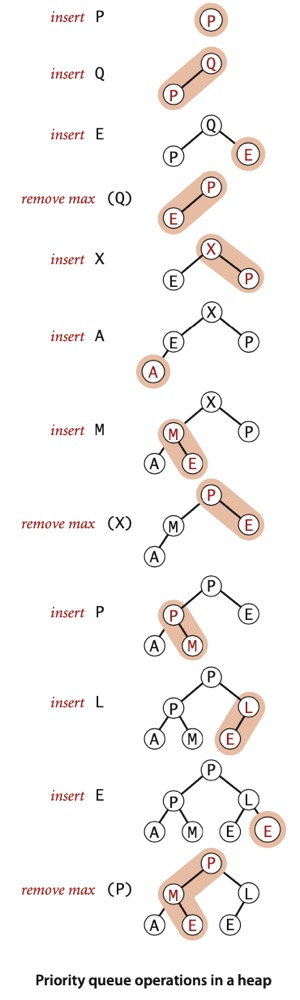 insert P
P
insert Q
Q
P
insert E
Q
P E
remove max (Q)
P
E
insert X
X
E P
insert A
X
E P
A
insert M
X
M P
A E
remove max (X)
P
M E
A
insert P
P
P E
A M
insert L
P
P L
A M E
insert E
P
P L
A M E E
remove max (P)
P
M L
A E E
Priority queue operations in a heap